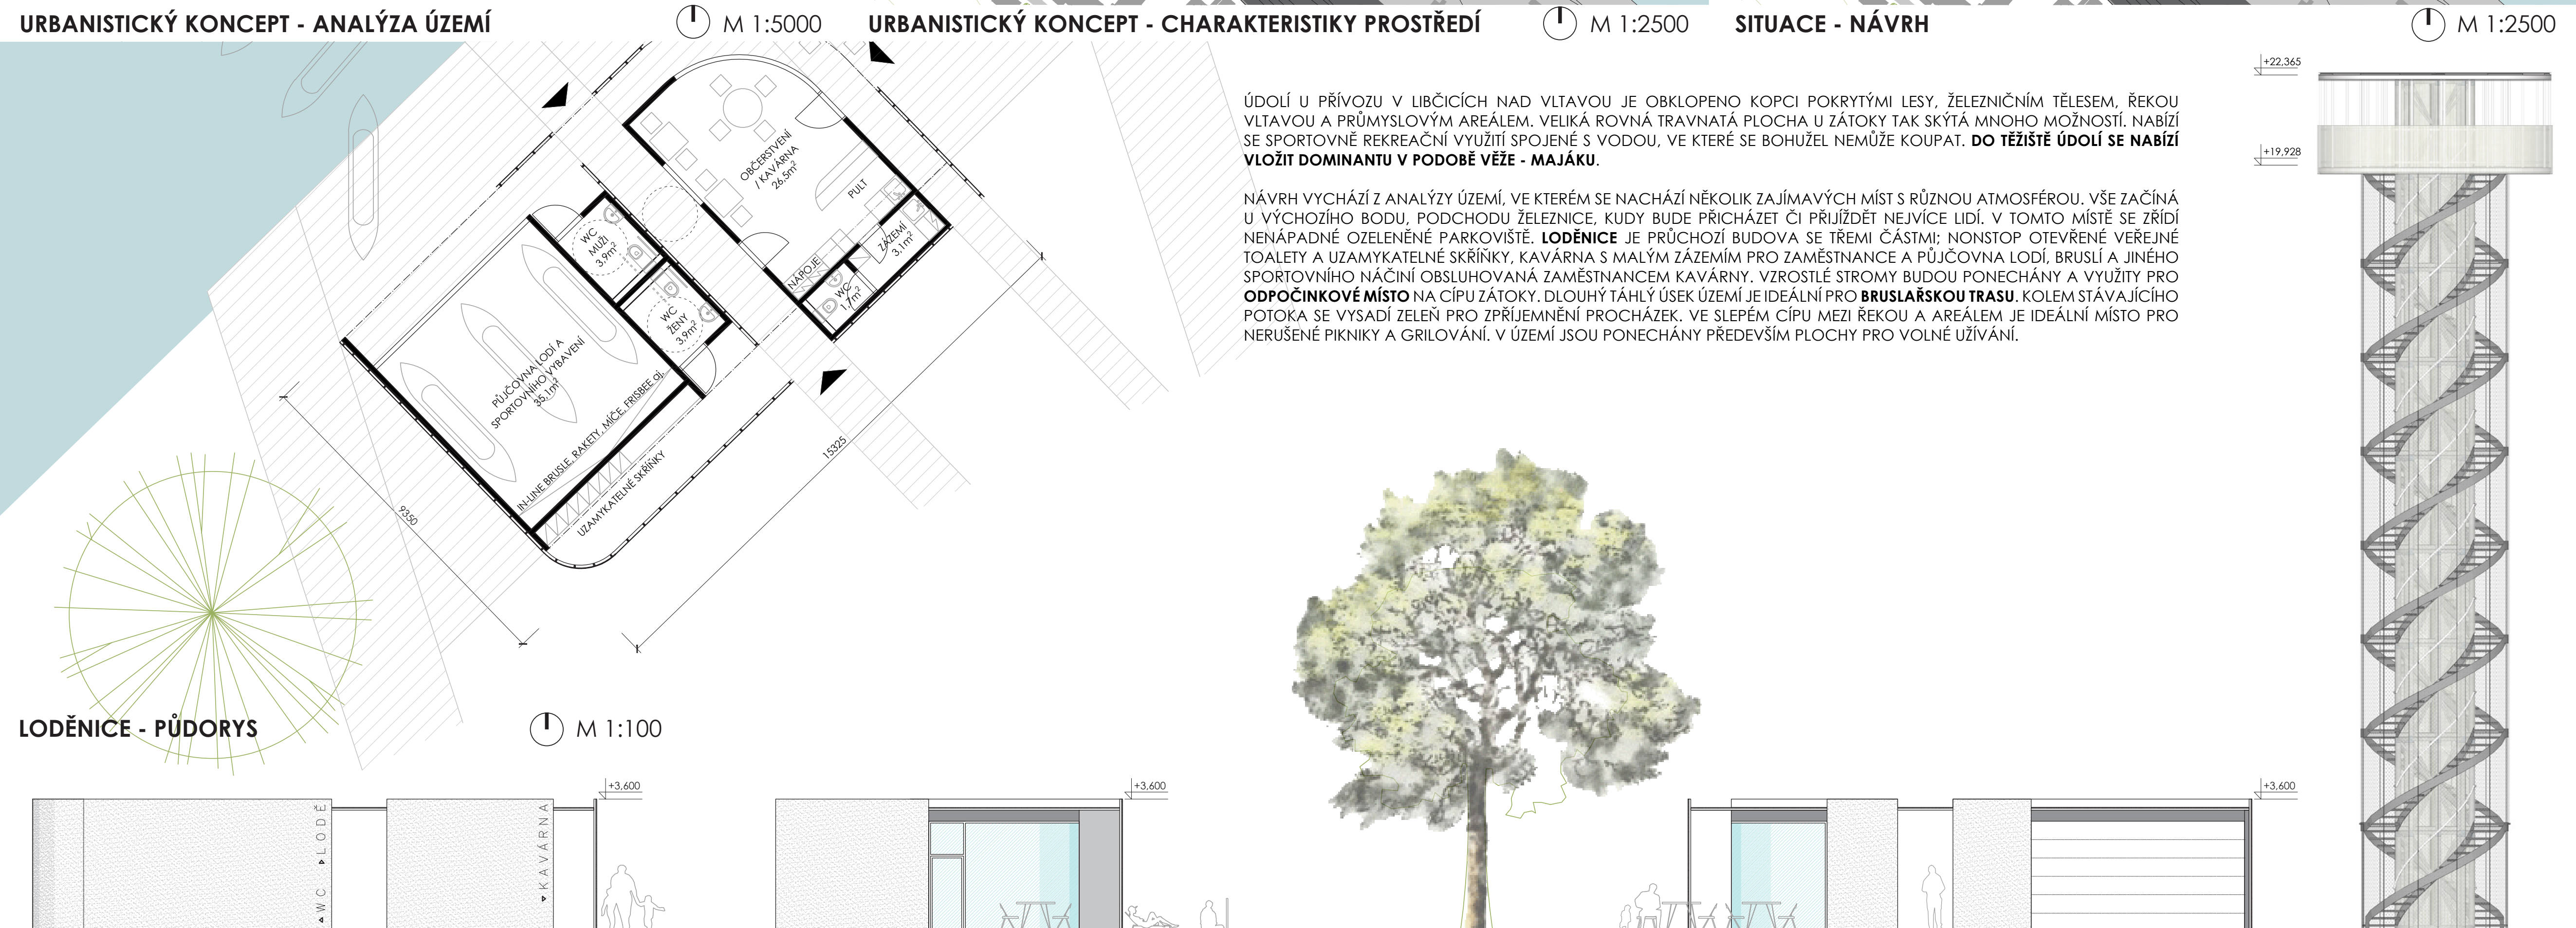 URBANISTICKÝ KONCEPT - ANALÝZA ÚZEMÍ
M 1:5000
URBANISTICKÝ KONCEPT - CHARAKTERISTIKY PROSTŘEDÍ
M 1:2500
SITUACE - NÁVRH
M 1:2500
ÚDOLÍ U PŘÍVOZU V LIBČICÍCH NAD VLTAVOU JE OBKLOPENO KOPCI POKRYTÝMI LESY, ŽELEZNIČNÍM TĚLESEM, ŘEKOU
VLTAVOU A PRŮMYSLOVÝM AREÁLEM. VELIKÁ ROVNÁ TRAVNATÁ PLOCHA U ZÁTOKY TAK SKÝTÁ MNOHO MOŽNOSTÍ. NABÍZÍ
SE SPORTOVNĚ REKREAČNÍ VYUŽITÍ SPOJENÉ S VODOU, VE KTERÉ SE BOHUŽEL NEMŮŽE KOUPAT. DO TĚŽIŠTĚ ÚDOLÍ SE NABÍZÍ
VLOŽIT DOMINANTU V PODOBĚ VĚŽE - MAJÁKU.
NÁVRH VYCHÁZÍ Z ANALÝZY ÚZEMÍ, VE KTERÉM SE NACHÁZÍ NĚKOLIK ZAJÍMAVÝCH MÍST S RŮZNOU ATMOSFÉROU. VŠE ZAČÍNÁ
U VÝCHOZÍHO BODU, PODCHODU ŽELEZNICE, KUDY BUDE PŘICHÁZET ČI PŘIJÍŽDĚT NEJVÍCE LIDÍ. V TOMTO MÍSTĚ SE ZŘÍDÍ
NENÁPADNÉ OZELENĚNÉ PARKOVIŠTĚ. LODĚNICE JE PRŮCHOZÍ BUDOVA SE TŘEMI ČÁSTMI; NONSTOP OTEVŘENÉ VEŘEJNÉ
TOALETY A UZAMYKATELNÉ SKŘÍŇKY, KAVÁRNA S MALÝM ZÁZEMÍM PRO ZAMĚSTNANCE A PŮJČOVNA LODÍ, BRUSLÍ A JINÉHO
SPORTOVNÍHO NÁČINÍ OBSLUHOVANÁ ZAMĚSTNANCEM KAVÁRNY. VZROSTLÉ STROMY BUDOU PONECHÁNY A VYUŽITY PRO
ODPOČINKOVÉ MÍSTO NA CÍPU ZÁTOKY. DLOUHÝ TÁHLÝ ÚSEK ÚZEMÍ JE IDEÁLNÍ PRO BRUSLAŘSKOU TRASU. KOLEM STÁVAJÍCÍHO
POTOKA SE VYSADÍ ZELEŇ PRO ZPŘÍJEMNĚNÍ PROCHÁZEK. VE SLEPÉM CÍPU MEZI ŘEKOU A AREÁLEM JE IDEÁLNÍ MÍSTO PRO
NERUŠENÉ PIKNIKY A GRILOVÁNÍ. V ÚZEMÍ JSOU PONECHÁNY PŘEDEVŠÍM PLOCHY PRO VOLNÉ UŽÍVÁNÍ.
+22,365
+19,928
OBČERSTVENÍ
/ KAVÁRNA
26,5m²
PULT
ZÁZEMÍ
3,1m²
NÁPOJE
WC
1,7m²
WC
MUŽI
3,9m²
WC
ŽENY
3,9m²
PŮJČOVNA LODÍ A
SPORTOVNÍHO VYBAVENÍ
35,1m²
IN-LINE BRUSLE, RAKETY, MÍČE, FRISBEE aj.
UZAMYKATELNÉ SKŘÍŇKY
9350
15325
LODĚNICE - PŮDORYS
M 1:100
WC
LODĚ
KAVÁRNA
+3,600
+3,600
+3,600